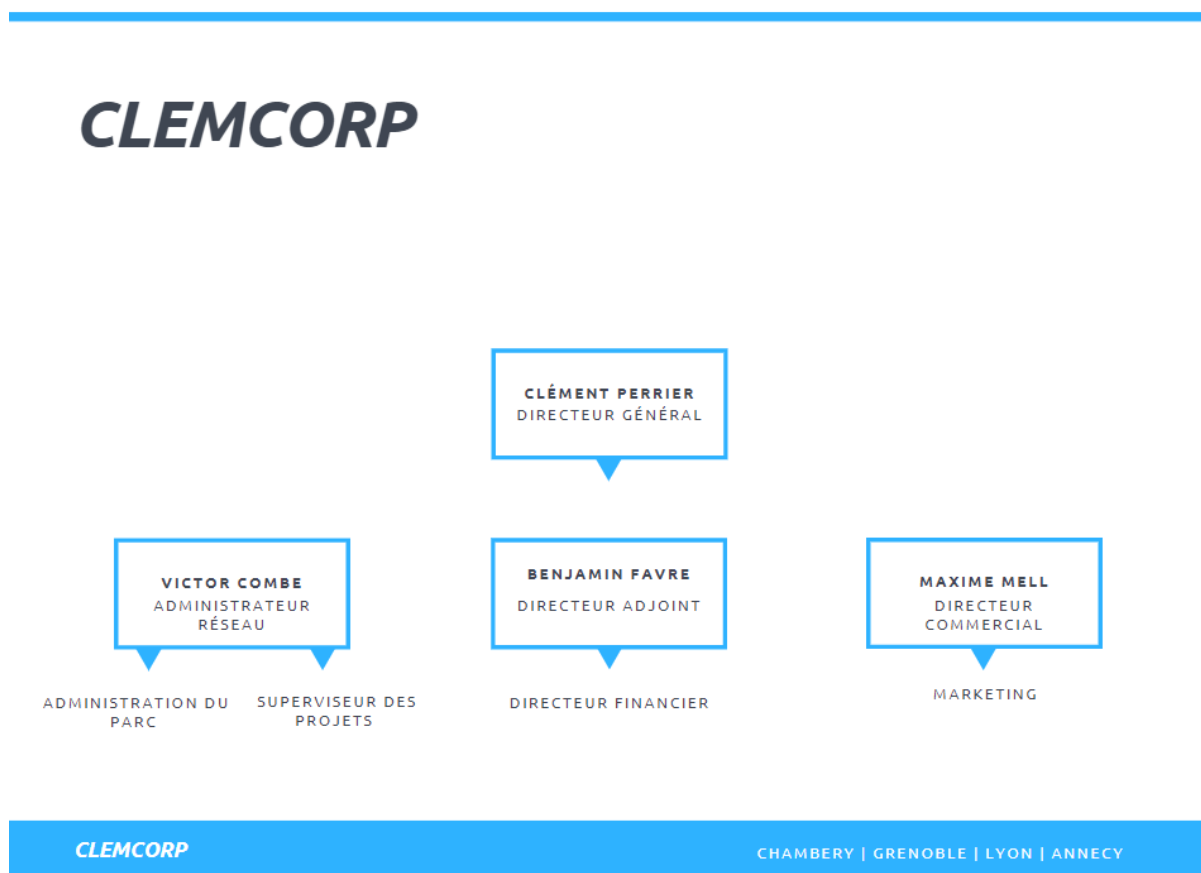 CLEMCORP
CLÉMENT PERRIER
DIRECTEUR GÉNÉRAL
VICTOR COMBE
ADMINISTRATEUR
RÉSEAU
BENJAMIN FAVRE
DIRECTEUR ADJOINT
MAXIME MELL
DIRECTEUR
COMMERCIAL
ADMINISTRATION DU
PARC
SUPERVISEUR DES
PROJETS
DIRECTEUR FINANCIER
MARKETING
CLEMCORP
CHAMBERY | GRENOBLE | LYON | ANNECY